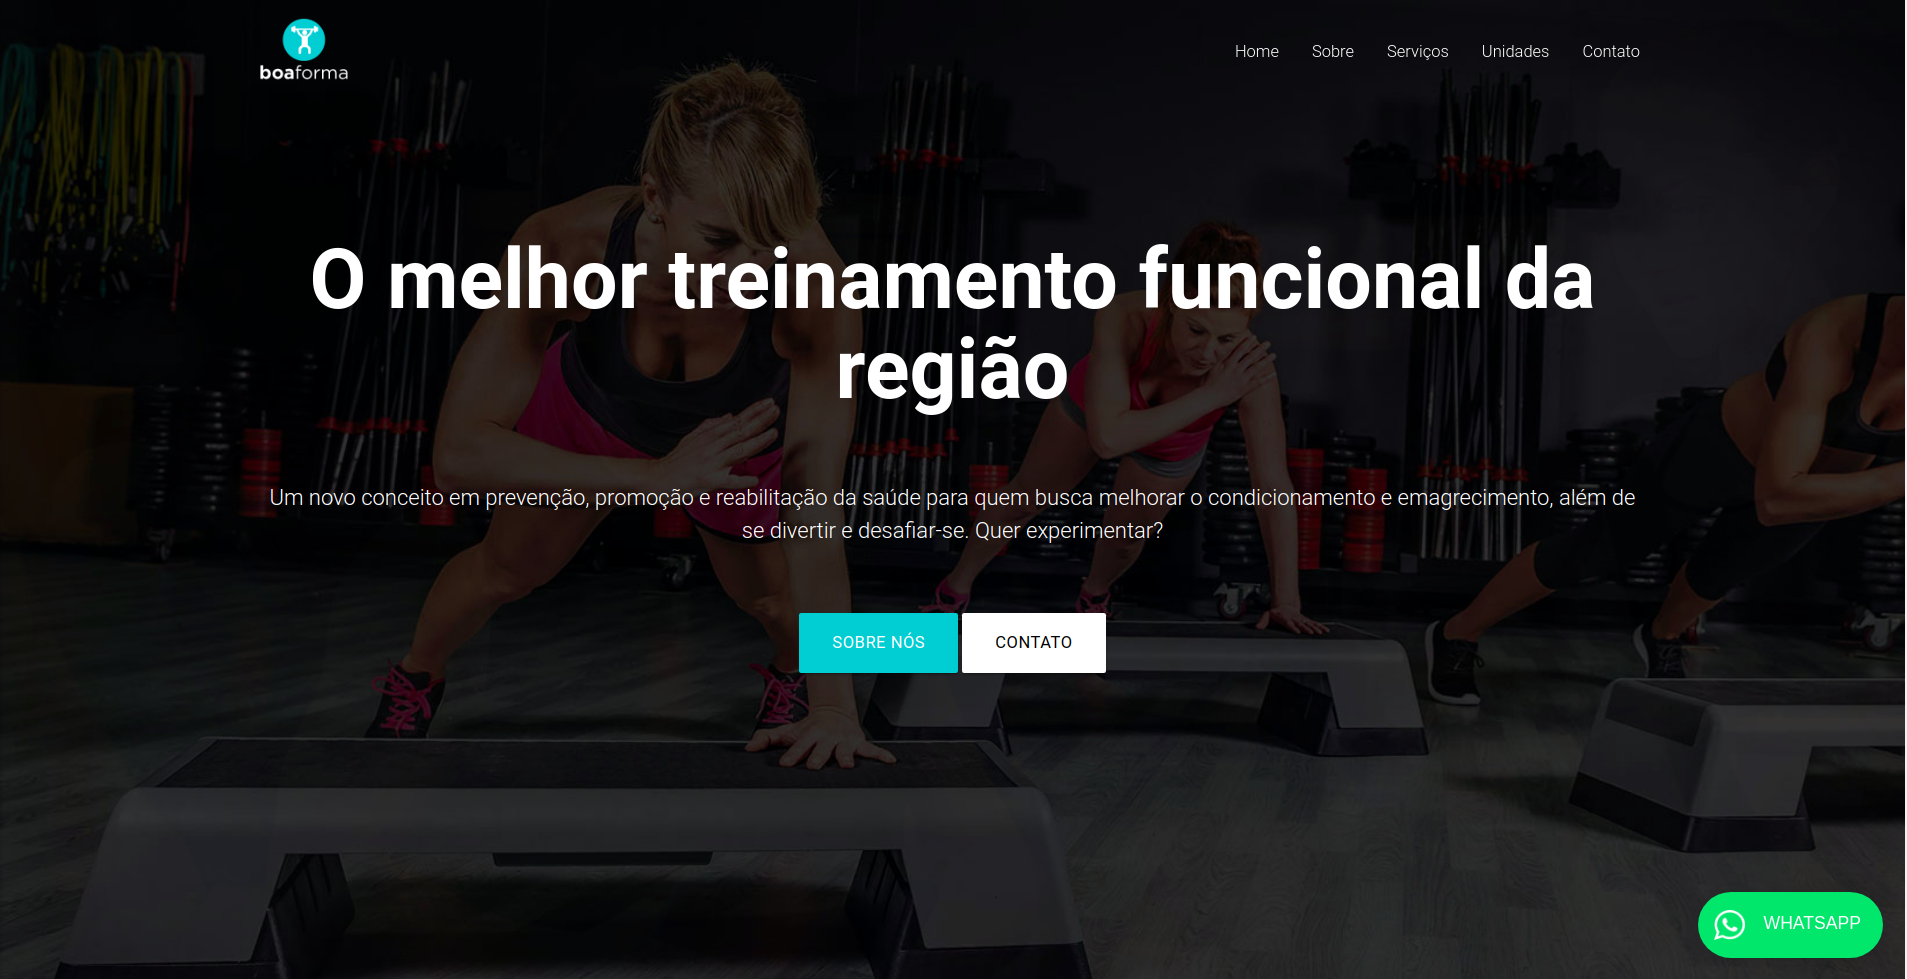 boaforma
Home Sobre Serviços Unidades Contato
O melhor treinamento funcional da
região
Um novo conceito em prevenção, promoção e reabilitação da saúde para quem busca melhorar o condicionamento e emagrecimento, além de
se divertir e desafiar-se. Quer experimentar?
SOBRE NÓS CONTATO
WHATSAPP